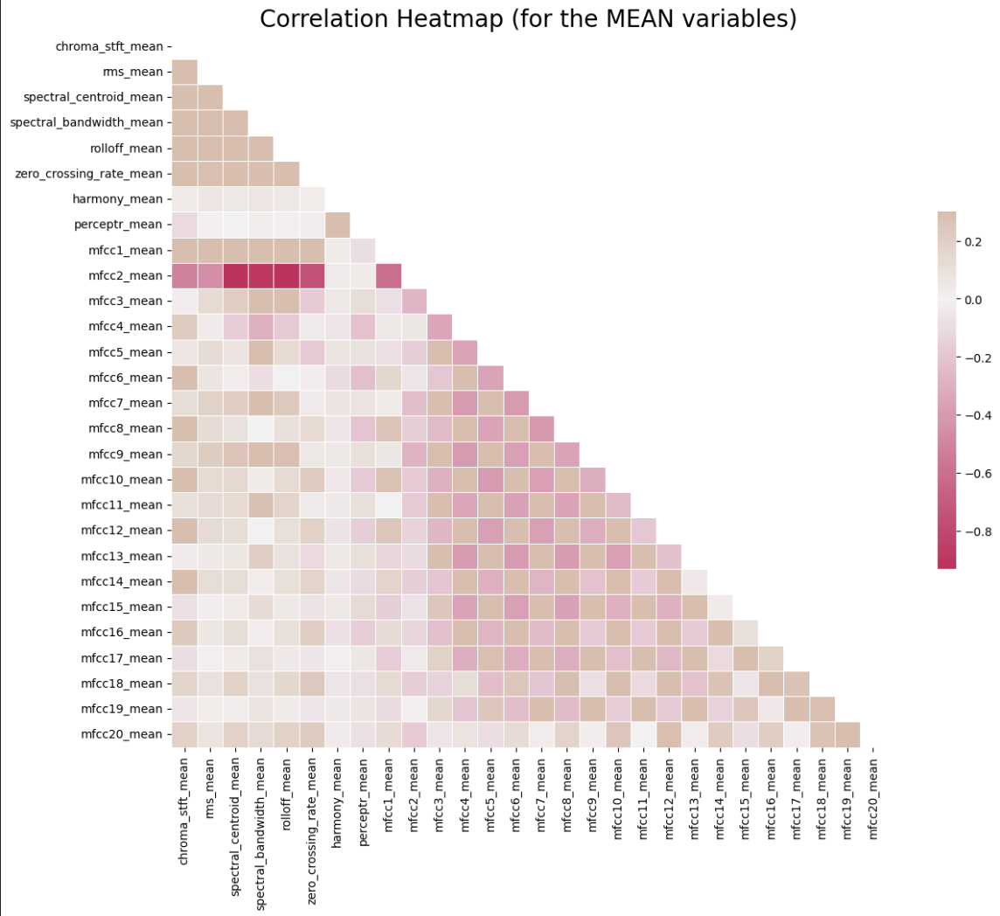 Correlation Heatmap (for the MEAN variables)
chroma_stft_mean
rms_mean
spectral_centroid_mean
spectral_bandwidth_mean
rolloff_mean
zero_crossing_rate_mean
harmony_mean
perceptr_mean
mfcc1_mean
mfcc2_mean
mfcc3_mean
mfcc4_mean
mfcc5_mean
mfcc6_mean
mfcc7_mean
mfcc8_mean
mfcc9_mean
mfcc10_mean
mfcc11_mean
mfcc12_mean
mfcc13_mean
mfcc14_mean
mfcc15_mean
mfcc16_mean
mfcc17_mean
mfcc18_mean
mfcc19_mean
mfcc20_mean
0.2
0.0
−0.2
−0.4
−0.6
−0.8
chroma_stft_mean
rms_mean
spectral_centroid_mean
spectral_bandwidth_mean
rolloff_mean
zero_crossing_rate_mean
harmony_mean
perceptr_mean
mfcc1_mean
mfcc2_mean
mfcc3_mean
mfcc4_mean
mfcc5_mean
mfcc6_mean
mfcc7_mean
mfcc8_mean
mfcc9_mean
mfcc10_mean
mfcc11_mean
mfcc12_mean
mfcc13_mean
mfcc14_mean
mfcc15_mean
mfcc16_mean
mfcc17_mean
mfcc18_mean
mfcc19_mean
mfcc20_mean